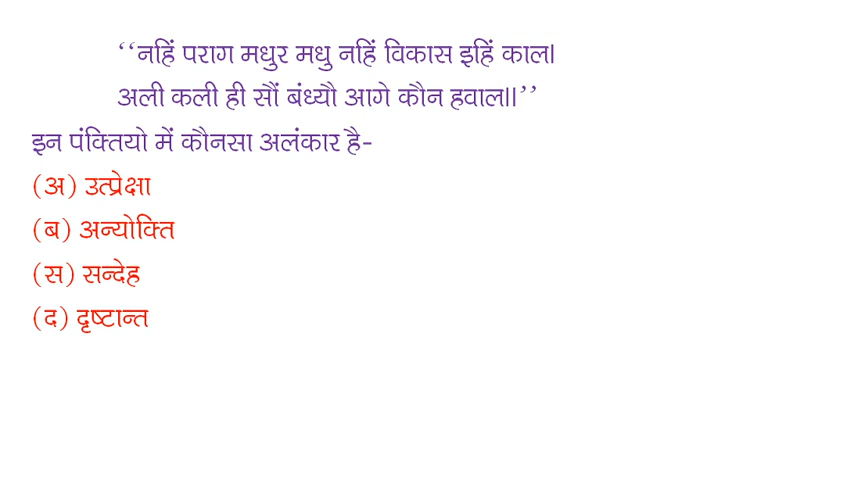 ‘‘नहिं पराग मधुर मधु नहिं विकास इहिं काल।
अली कली ही सौं बंध्यौ आगे कौन हवाल॥’’
इन पंक्तियो में कौनसा अलंकार है-
(अ) उत्प्रेक्षा
(ब) अन्योक्ति
(स) सन्देह
(द) दृष्टान्त